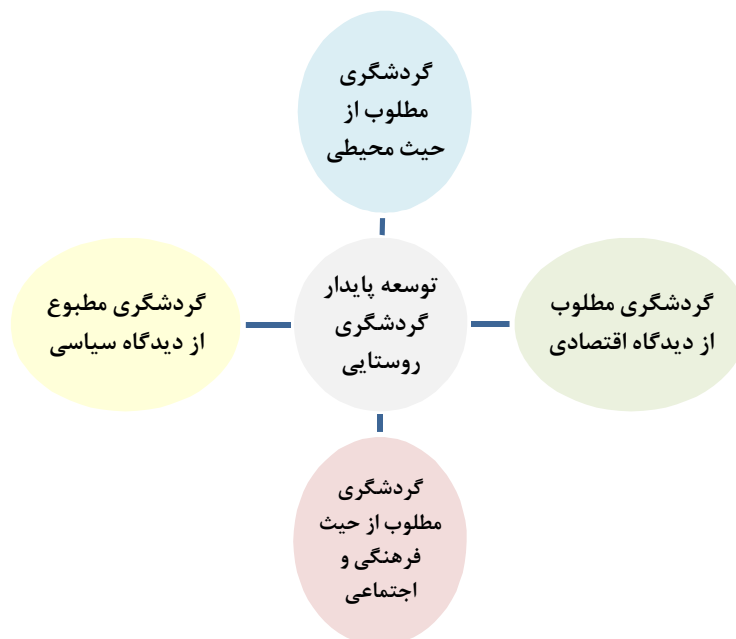 گردشگری
مطلوب از
حیث محیطی
گردشگری مطلوب
از دیدگاه اقتصادی
توسعه پایدار
گردشگری
روستایی
گردشگری مطبوع
از دیدگاه سیاسی
گردشگری
مطلوب از حیث
فرهنگی و
اجتماعی